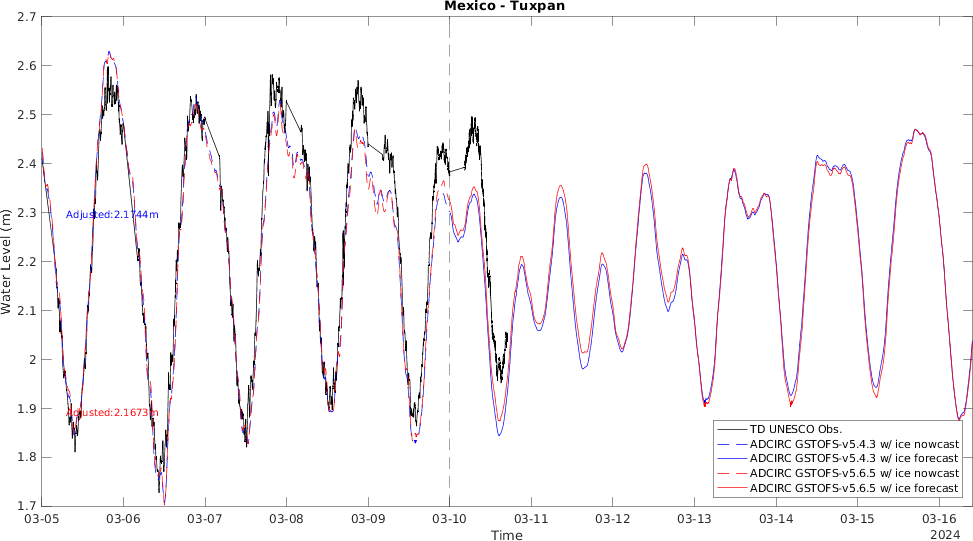 Mexico - Tuxpan
2.7
2.6
2.5
2.4
2.3
2.2
2.1
2
1.9
1.8
1.7
Water Level (m)
Adjusted:2.1744m
Adjusted:2.1673m
TD UNESCO Obs.
ADCIRC GSTOFS-v5.4.3 w/ ice nowcast
ADCIRC GSTOFS-v5.4.3 w/ ice forecast
ADCIRC GSTOFS-v5.6.5 w/ ice nowcast
ADCIRC GSTOFS-v5.6.5 w/ ice forecast
03-05 03-06 03-07 03-08 03-09 03-10 03-11 03-12 03-13 03-14 03-15 03-16
Time
2024